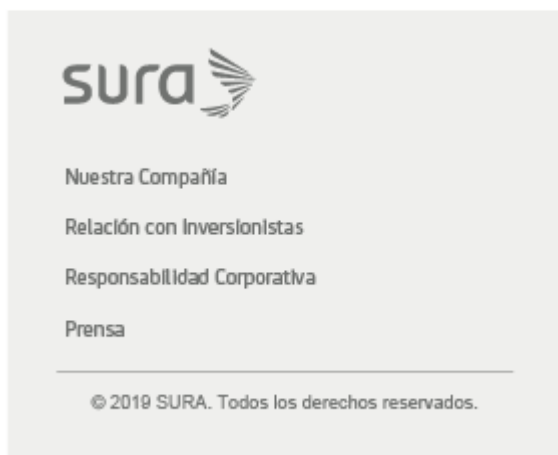 sura
Nuestra Compañía
Relación con Inversionistas
Responsabilidad Corporativa
Prensa
© 2019 SURA. Todos los derechos reservados.